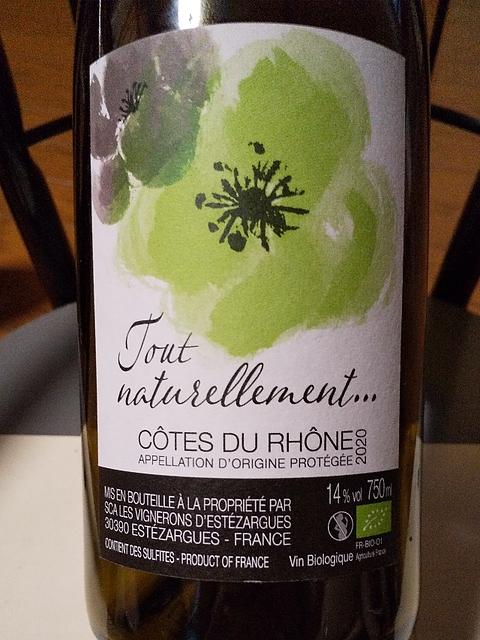 Tout
naturellement...
CÔTES DU RHÔNE
2020
APPELLATION D'ORIGINE PROTÉGÉE
MIS EN BOUTEILLE À LA PROPRIÉTÉ PAR
SCA LES VIGNERONS D'ESTÉZARGUES
30390 ESTÉZARGUES - FRANCE
CONTIENT DES SULFITES - PRODUCT OF FRANCE
14 % vol 750 ml
FR-BIO-01
Vin Biologique Agriculture France